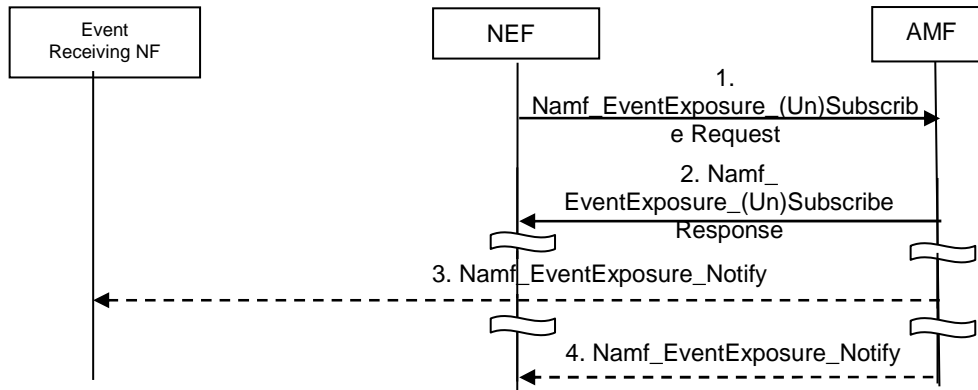 Event
Receiving NF
NEF
AMF
1.
Namf_EventExposure_(Un)Subscrib
e Request
2. Namf_
EventExposure_(Un)Subscribe
Response
3. Namf_EventExposure_Notify
4. Namf_EventExposure_Notify